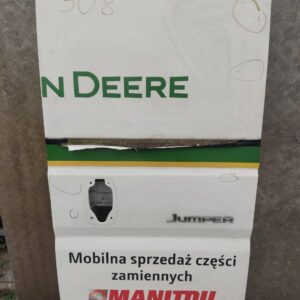 308
N DEERE
JUMPER
Mobilna sprzedaż części
zamiennych
MANITOU